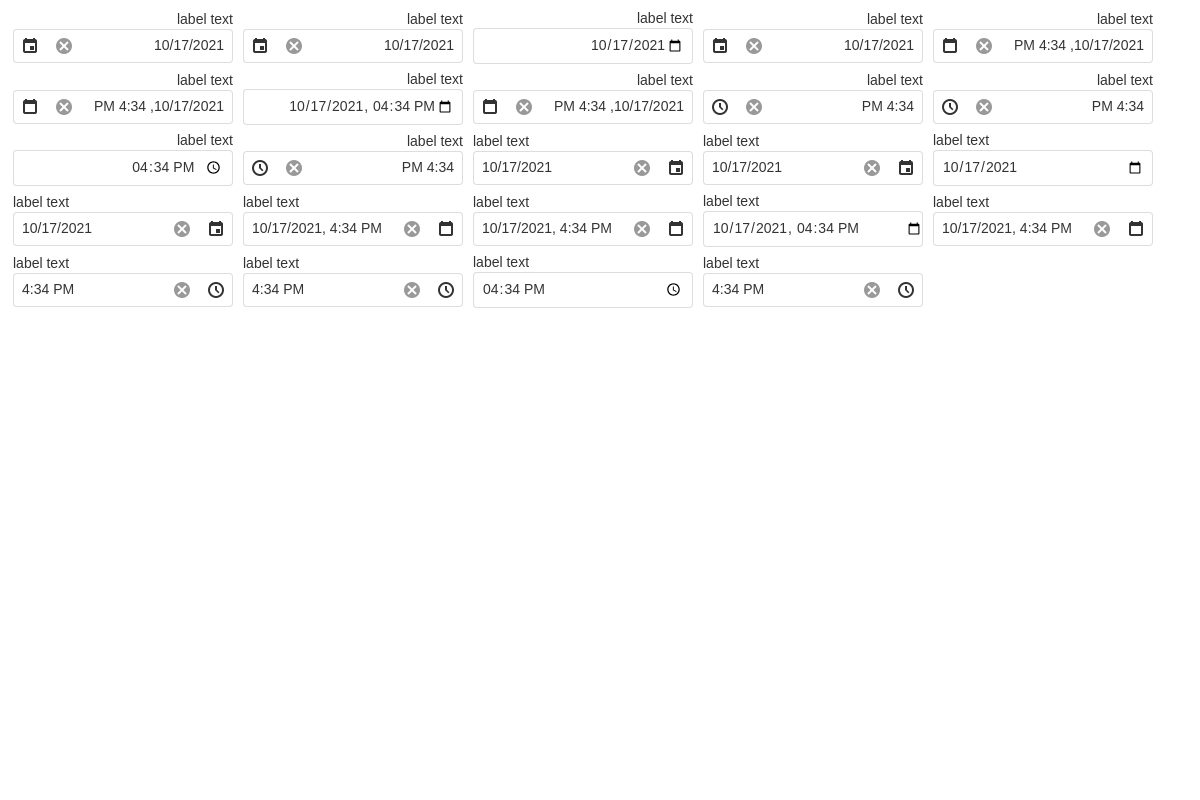 label text
label text
label text
label text
label text
10/17/2021
10/17/2021
10/17/2021
10/17/2021
PM 4:34 ,10/17/2021
label text
label text
label text
label text
label text
PM 4:34 ,10/17/2021
10/17/2021, 04:34 PM
PM 4:34 ,10/17/2021
PM 4:34
PM 4:34
label text
label text
label text
label text
label text
04:34 PM
PM 4:34
10/17/2021
10/17/2021
10/17/2021
label text
label text
label text
label text
label text
10/17/2021
10/17/2021, 4:34 PM
10/17/2021, 4:34 PM
10/17/2021, 04:34 PM
10/17/2021, 4:34 PM
label text
label text
label text
label text
4:34 PM
4:34 PM
04:34 PM
4:34 PM